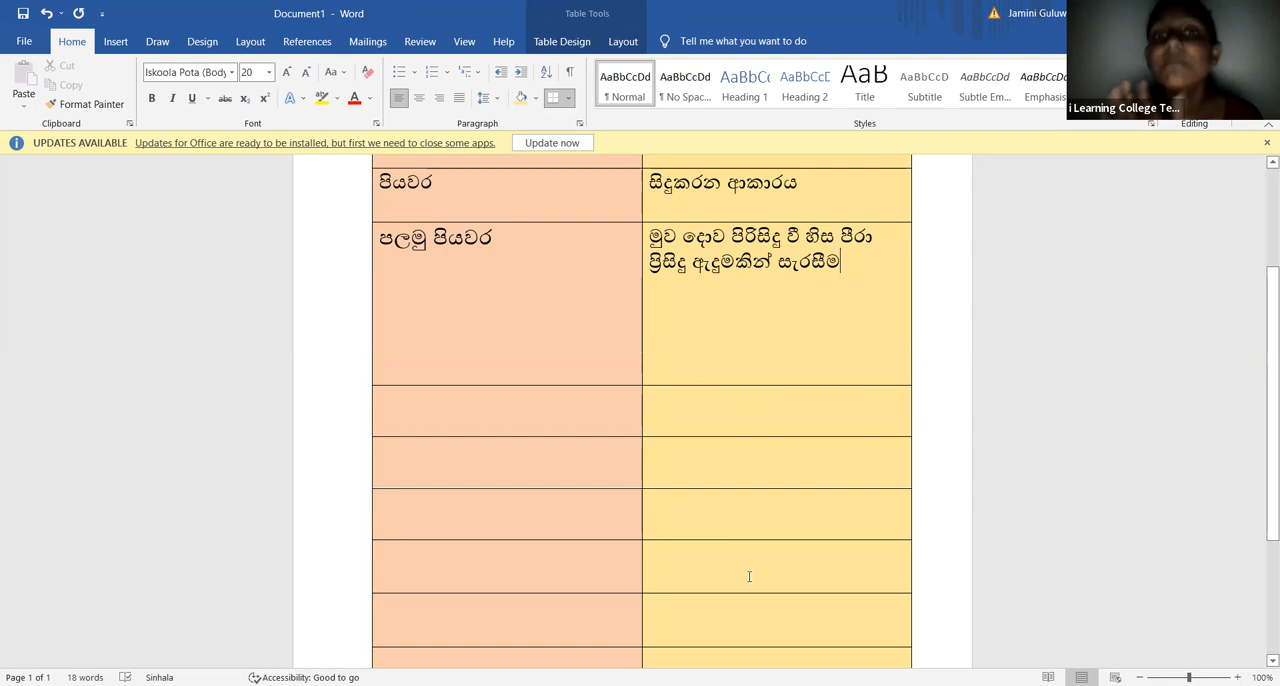 Document1 - Word
Table Tools
Jamini Guluw
File
Home
Insert
Draw
Design
Layout
References
Mailings
Review
View
Help
Table Design
Layout
Tell me what you want to do
Paste
Cut
Copy
Format Painter
Clipboard
Iskoola Pota (Body
20
Font
Paragraph
AaBbCcDd
¶ Normal
AaBbCcDd
¶ No Spac...
AaBbCc
Heading 1
AaBbCcD
Heading 2
AaB
Title
AaBbCcD
Subtitle
AaBbCcDd
Subtle Em...
AaBbCcDd
Emphasis
Styles
Editing
i Learning College Te...
UPDATES AVAILABLE Updates for Office are ready to be installed, but first we need to close some apps. Update now
පියවර
සිදුකරන ආකාරය
පලමු පියවර
මුව දොව පිරිසිදු වී හිස පීරා
ප්‍රිසිදු ඇදුමකින් සැරසීම
Page 1 of 1
18 words
Sinhala
Accessibility: Good to go
100%